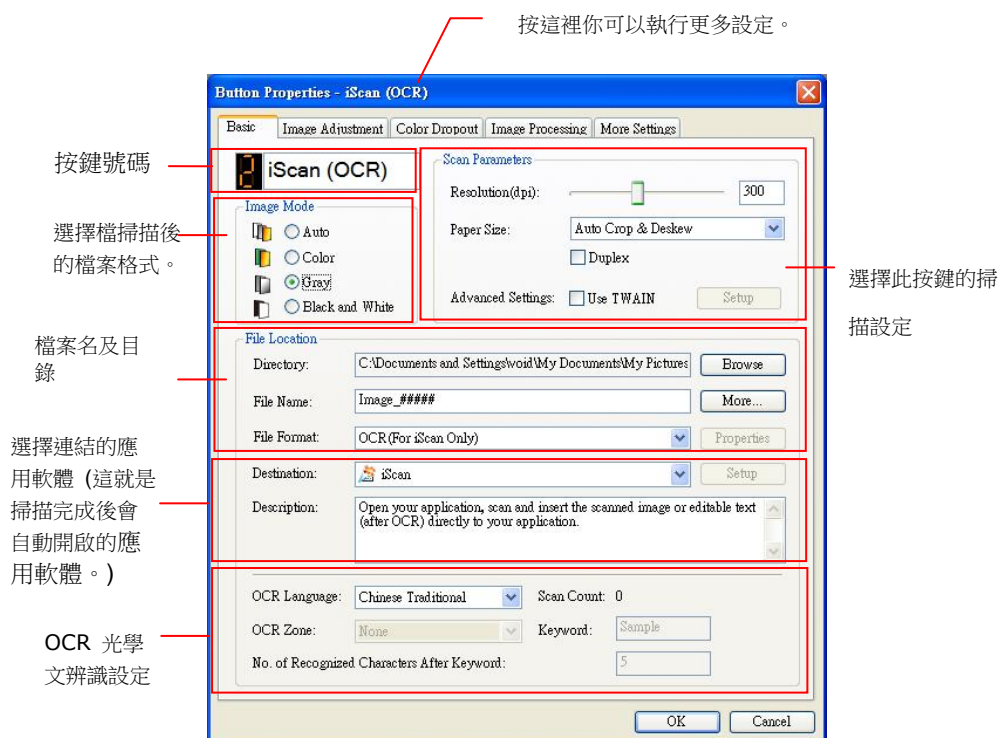 按這裡你可以執行更多設定。
Button Properties - iScan (OCR)
Basic Image Adjustment Color Dropout Image Processing More Settings
按鍵號碼
2 iScan (OCR)
選擇檔掃描後
的檔案格式。
Image Mode
Auto
Color
Gray
Black and White
Scan Parameters
Resolution(dpi): 300
Paper Size: Auto Crop & Deskew
Duplex
Advanced Settings: Use TWAIN Setup
選擇此按鍵的掃
描設定
檔案名及目
錄
File Location
Directory: C:\Documents and Settings\void\My Documents\My Pictures Browse
File Name: Image_##### More...
File Format: OCR(For iScan Only) Properties
選擇連結的應
用軟體 (這就是
掃描完成後會
自動開啟的應
用軟體。)
Destination: iScan Setup
Description: Open your application, scan and insert the scanned image or editable text
(after OCR) directly to your application.
OCR 光學
文辨識設定
OCR Language: Chinese Traditional Scan Count: 0
OCR Zone: None Keyword: Sample
No. of Recognized Characters After Keyword: 5
OK Cancel